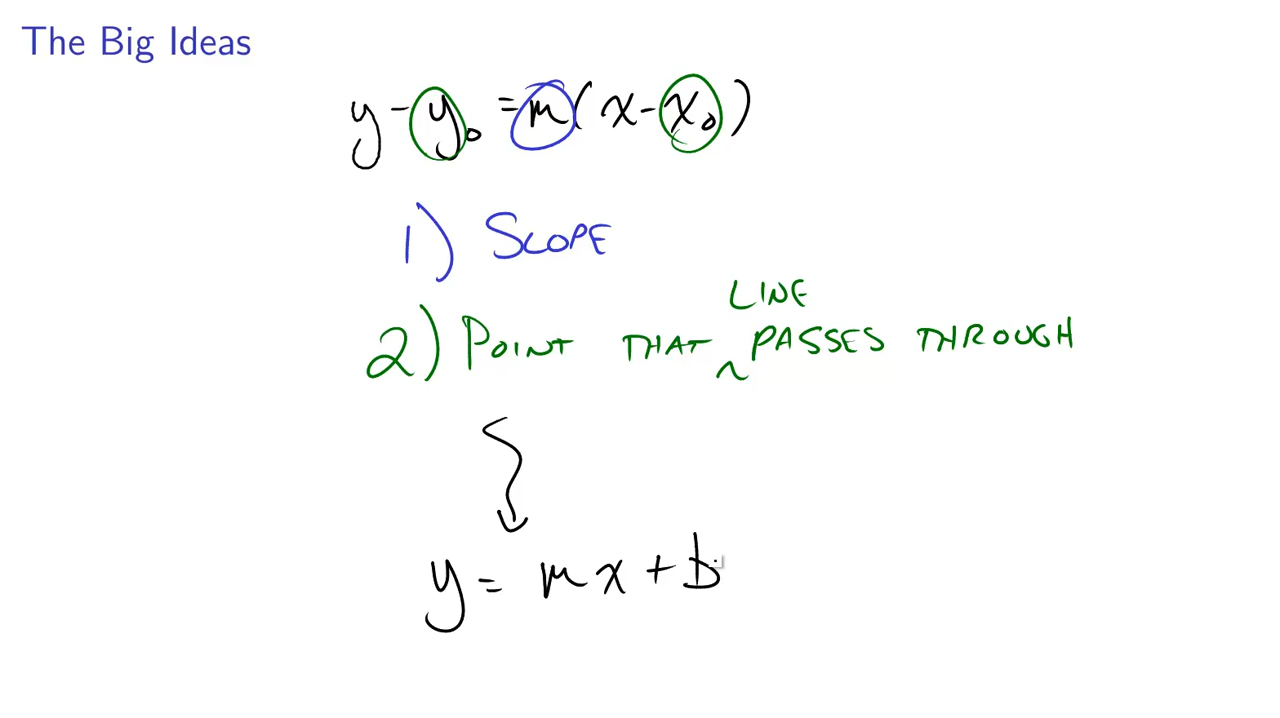 The Big Ideas
y - y₀ = m(x - x₀)
1) SLOPE
LINE
2) POINT THAT ^ PASSES THROUGH
y = mx + b